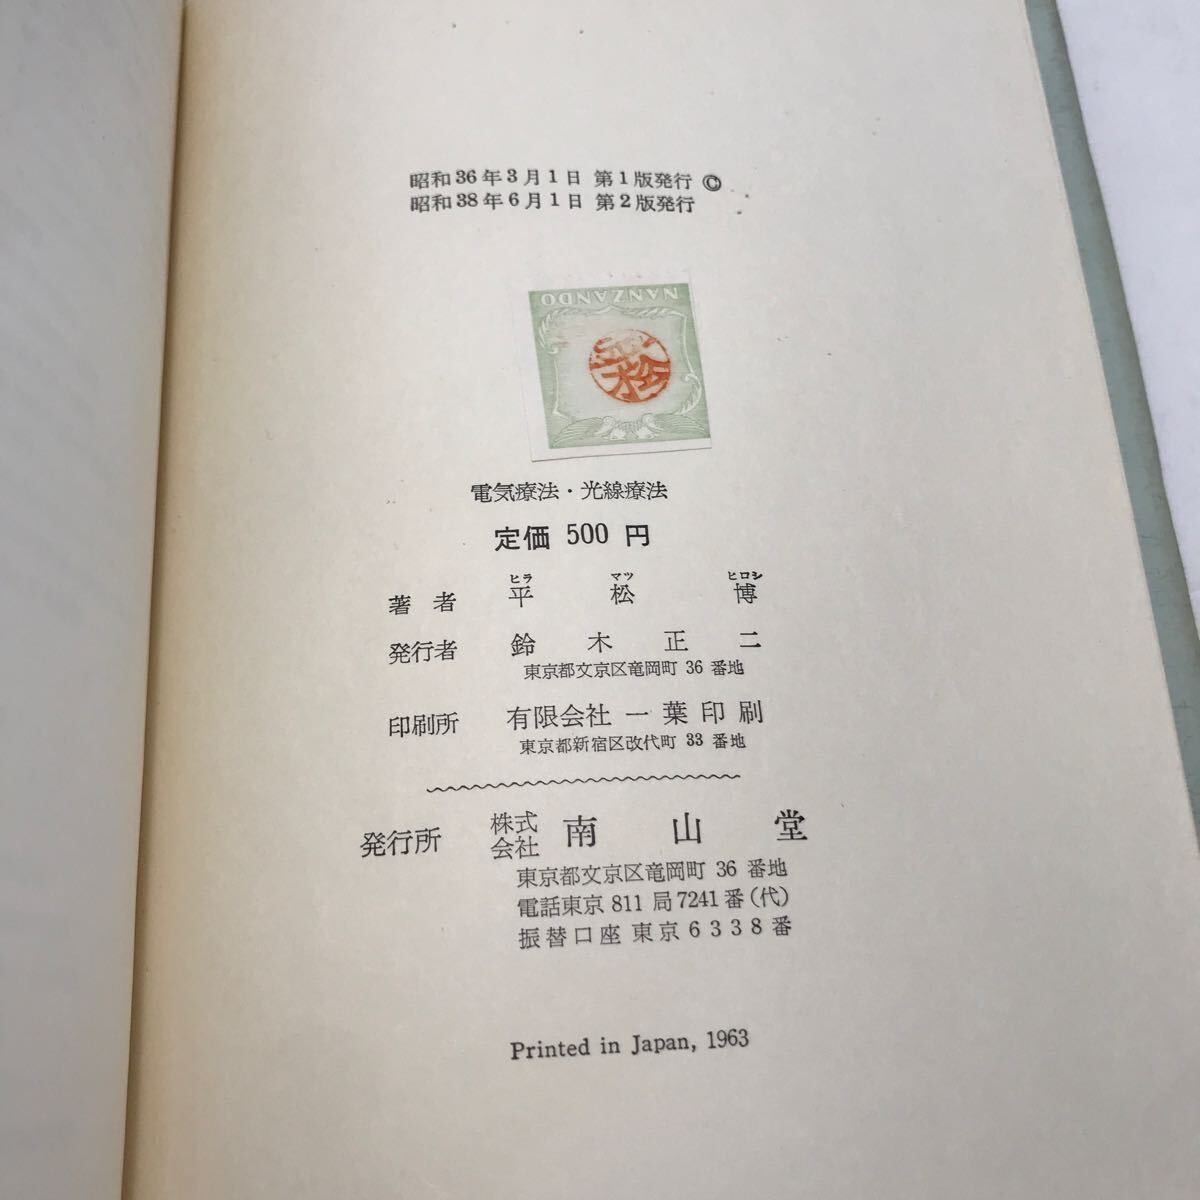 昭和36年3月1日 第1版発行 ©
昭和38年6月1日 第2版発行
NANZANDO
平松
電気療法・光線療法
定価 500 円
ヒラ マツ ヒロシ
著者 平松博
発行者 鈴木正二
東京都文京区竜岡町 36 番地
印刷所 有限会社一葉印刷
東京都新宿区改代町 33 番地
発行所 株式会社 南山堂
東京都文京区竜岡町 36 番地
電話東京 811 局 7241番(代)
振替口座 東京 6338番
Printed in Japan, 1963